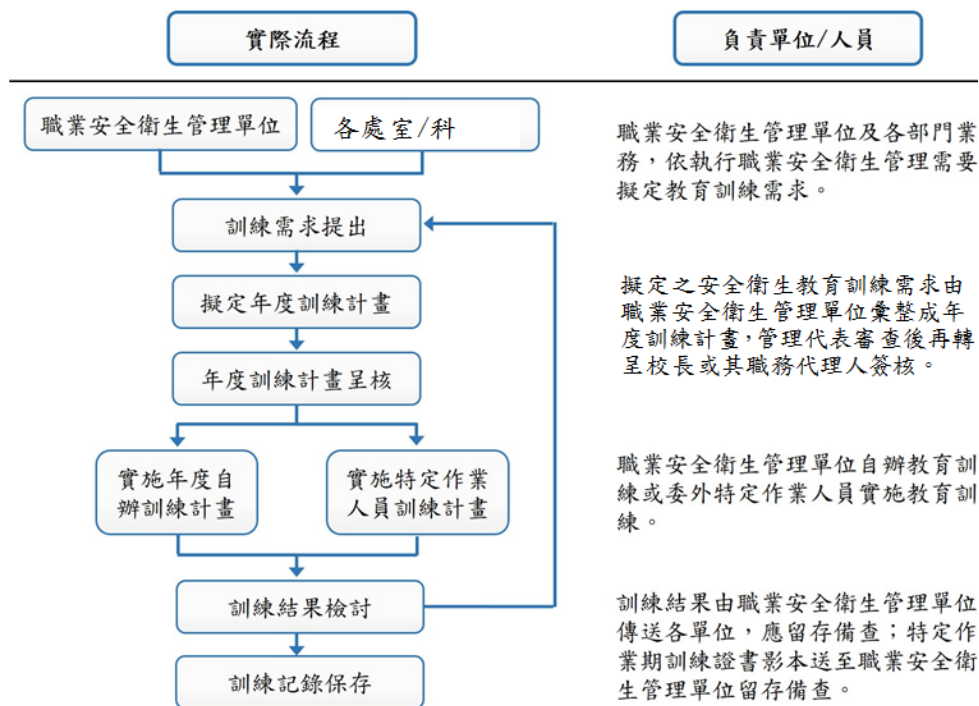 實際流程
負責單位/人員
職業安全衛生管理單位
各處室/科
職業安全衛生管理單位及各部門業
務，依執行職業安全衛生管理需要
擬定教育訓練需求。
訓練需求提出
擬定年度訓練計畫
擬定之安全衛生教育訓練需求由
職業安全衛生管理單位彙整成年
度訓練計畫，管理代表審查後再轉
呈校長或其職務代理人簽核。
年度訓練計畫呈核
實施年度自
辦訓練計畫
實施特定作業
人員訓練計畫
職業安全衛生管理單位自辦教育訓
練或委外特定作業人員實施教育訓
練。
訓練結果檢討
訓練記錄保存
訓練結果由職業安全衛生管理單位
傳送各單位，應留存備查；特定作
業期訓練證書影本送至職業安全衛
生管理單位留存備查。